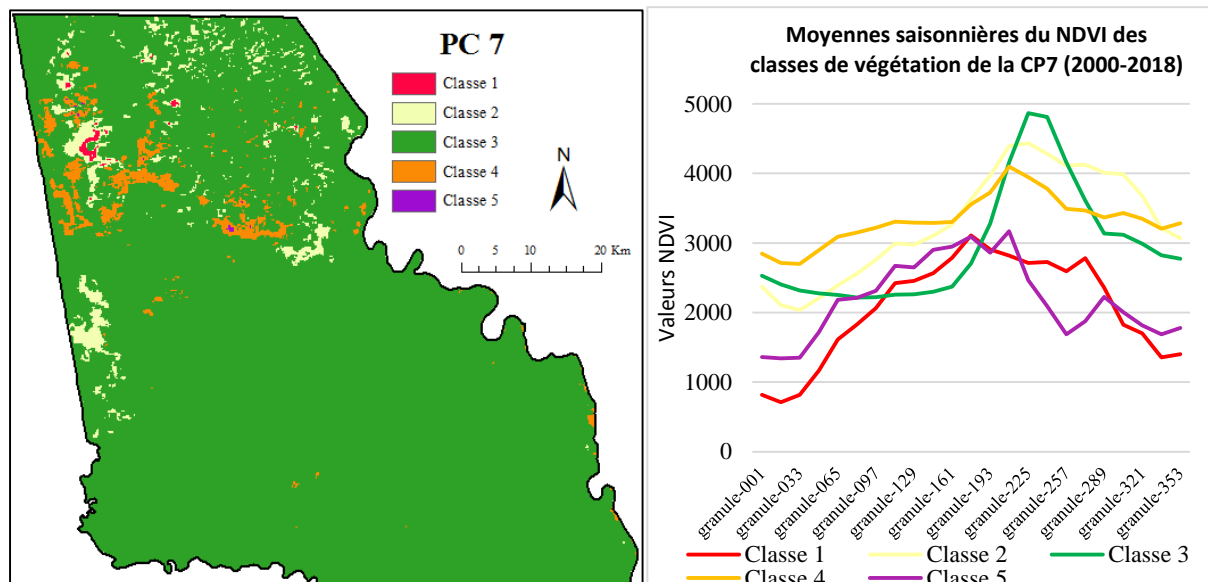 PC 7
Classe 1
Classe 2
Classe 3
Classe 4
Classe 5
N
0 5 10 20 Km
Moyennes saisonnières du NDVI des
classes de végétation de la CP7 (2000-2018)
Valeurs NDVI
5000
4000
3000
2000
1000
0
granule-001
granule-033
granule-065
granule-097
granule-129
granule-161
granule-193
granule-225
granule-257
granule-289
granule-321
granule-353
Classe 1 Classe 2 Classe 3
Classe 4 Classe 5